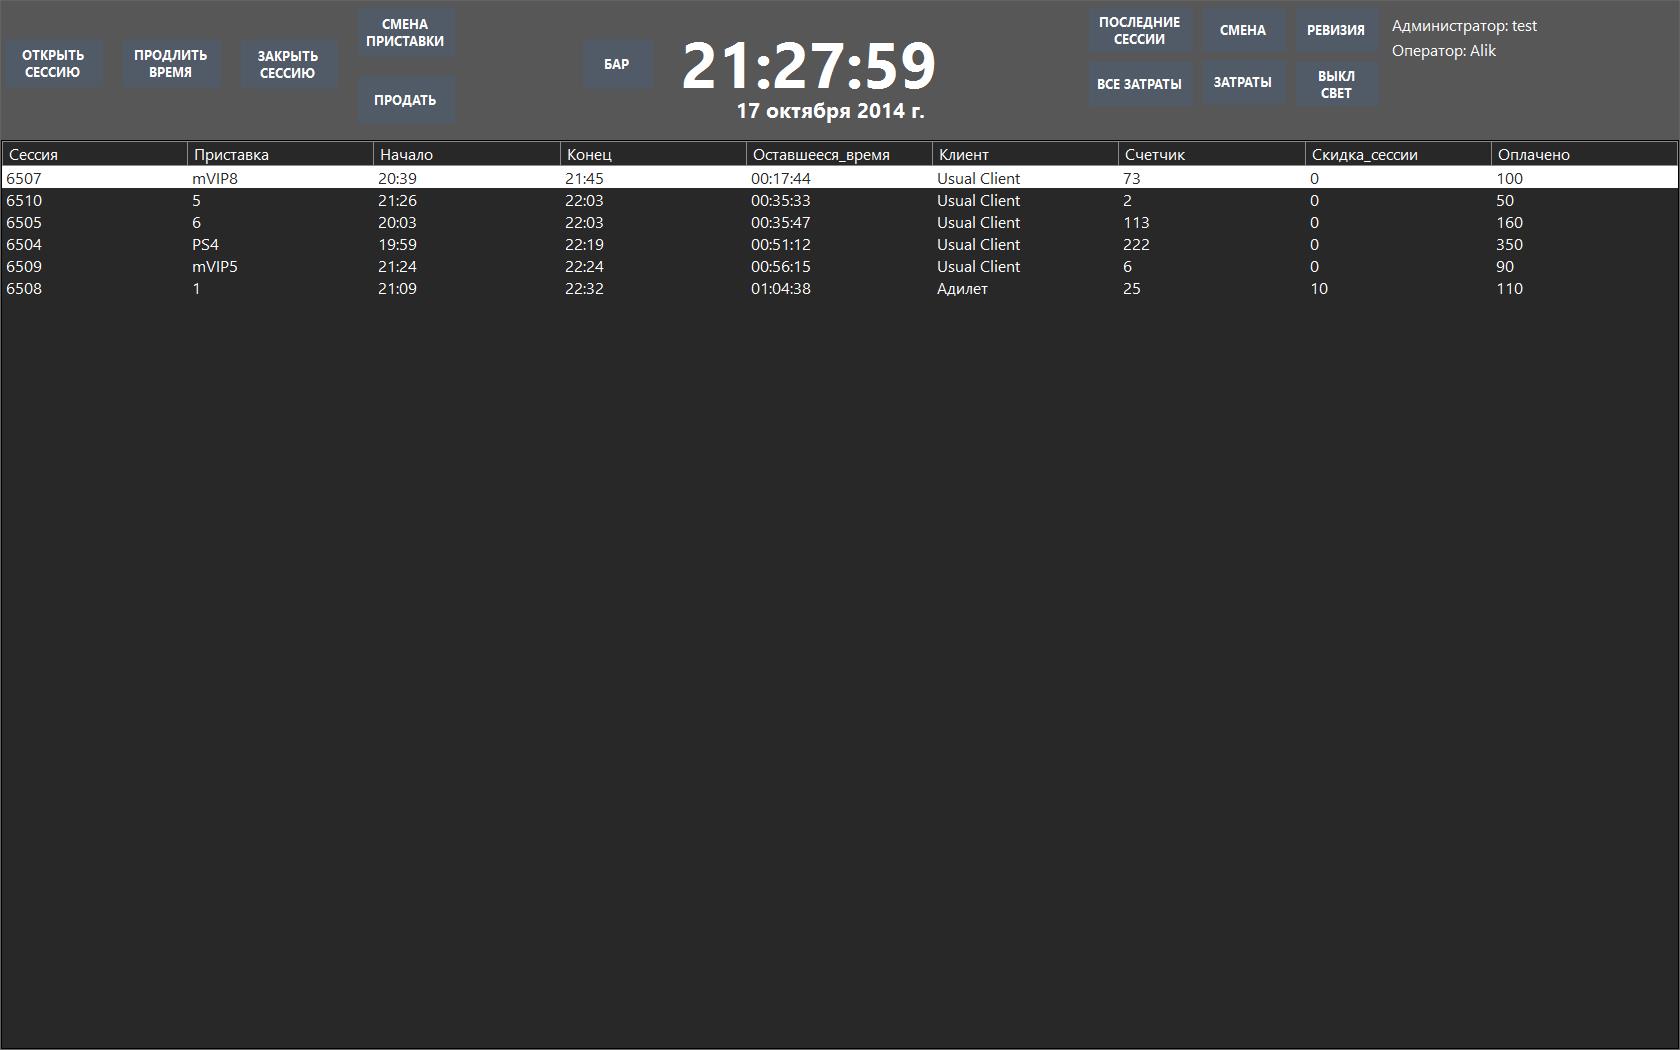 ОТКРЫТЬ
СЕССИЮ
ПРОДЛИТЬ
ВРЕМЯ
ЗАКРЫТЬ
СЕССИЮ
СМЕНА
ПРИСТАВКИ
ПРОДАТЬ
БАР
21:27:59
17 октября 2014 г.
ПОСЛЕДНИЕ
СЕССИИ
СМЕНА
РЕВИЗИЯ
ВСЕ ЗАТРАТЫ
ЗАТРАТЫ
ВЫКЛ
СВЕТ
Администратор: test
Оператор: Alik
Сессия Приставка Начало Конец Оставшееся_время Клиент Счетчик Скидка_сессии Оплачено
6507 mVIP8 20:39 21:45 00:17:44 Usual Client 73 0 100
6510 5 21:26 22:03 00:35:33 Usual Client 2 0 50
6505 6 20:03 22:03 00:35:47 Usual Client 113 0 160
6504 PS4 19:59 22:19 00:51:12 Usual Client 222 0 350
6509 mVIP5 21:24 22:24 00:56:15 Usual Client 6 0 90
6508 1 21:09 22:32 01:04:38 Адилет 25 10 110